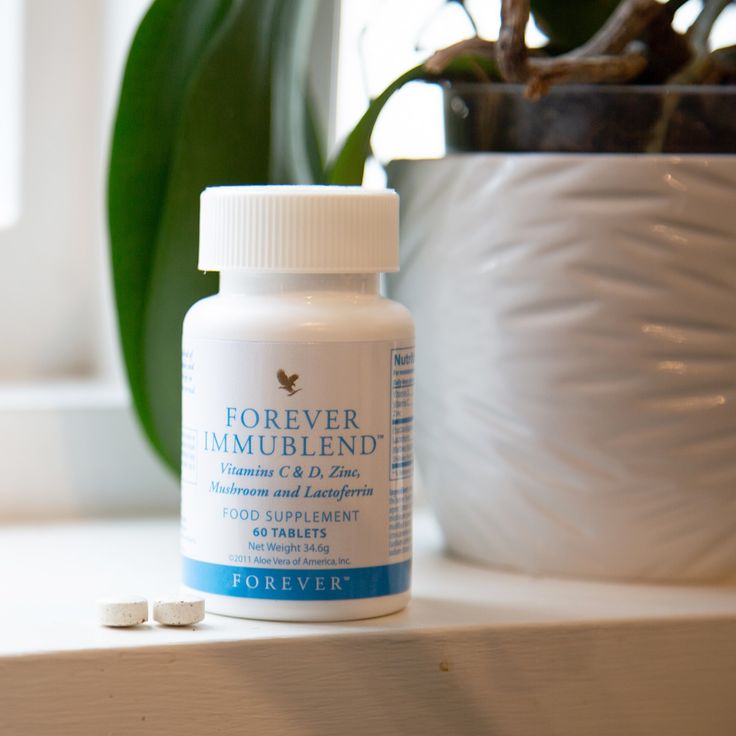 FOREVER
IMMUBLEND™
Vitamins C & D, Zinc,
Mushroom and Lactoferrin
FOOD SUPPLEMENT
60 TABLETS
Net Weight 34.6g
©2011 Aloe Vera of America, Inc.
FOREVER™
Nutri